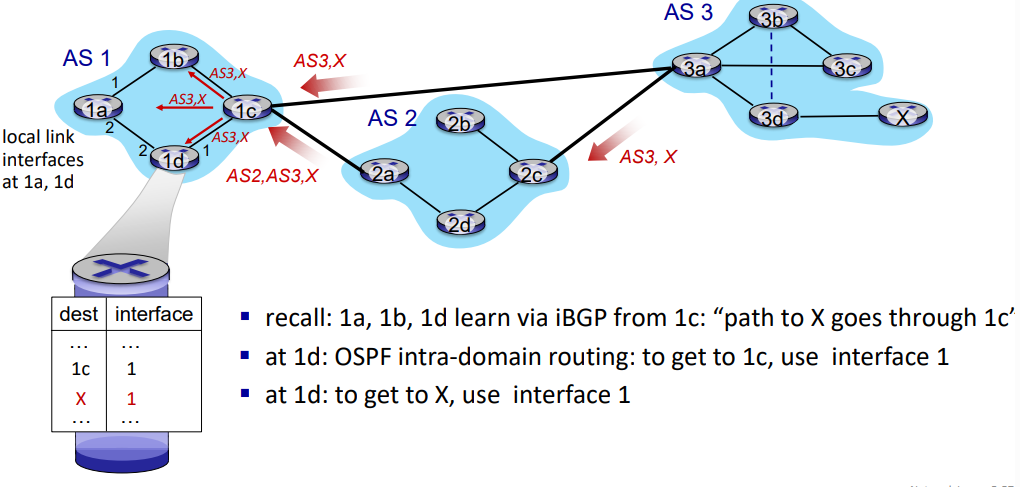 AS 3
3b
AS 1
1b
AS3,X
AS3,X
3a
3c
1
1a
AS3,X
1c
AS 2
2b
3d
X
local link
interfaces
at 1a, 1d
2
AS3,X
2
1d
1
AS3, X
AS2,AS3,X
2a
2c
2d
dest interface
… …
1c 1
X 1
… …
▪ recall: 1a, 1b, 1d learn via iBGP from 1c: “path to X goes through 1c”
▪ at 1d: OSPF intra-domain routing: to get to 1c, use interface 1
▪ at 1d: to get to X, use interface 1